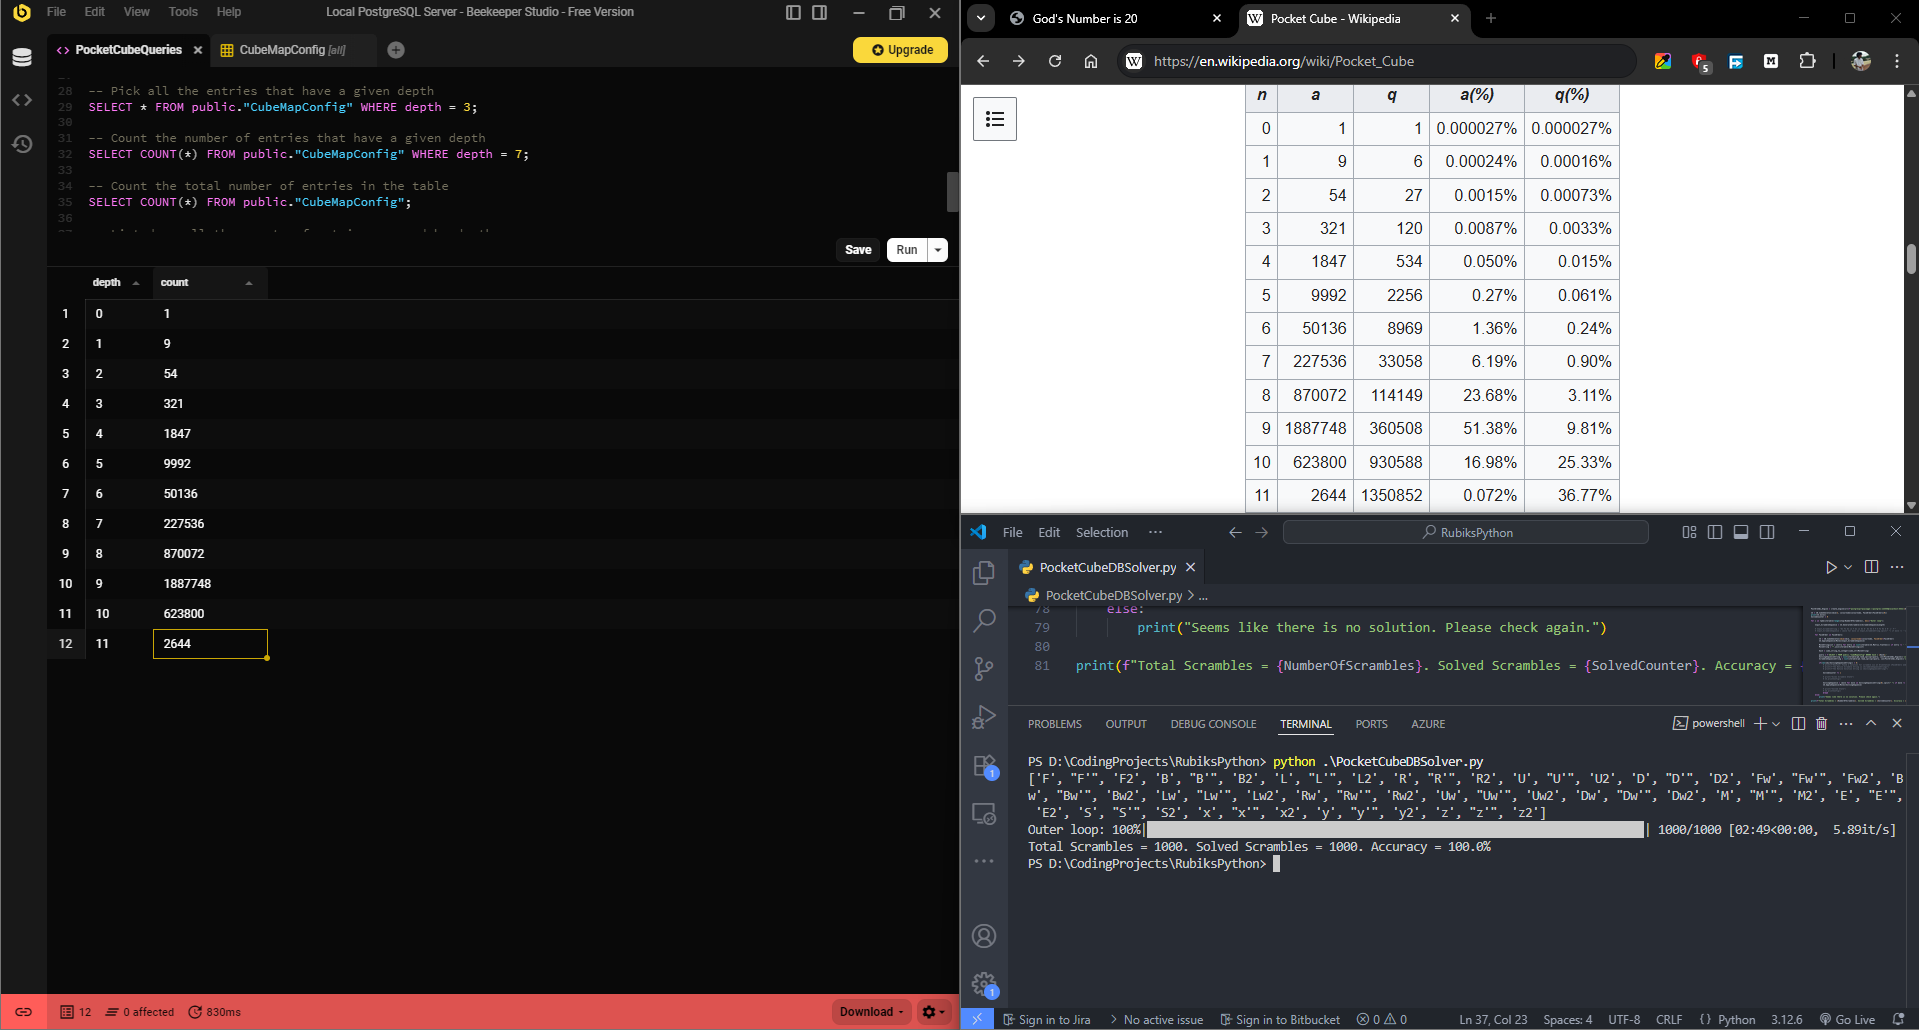 File Edit View Tools Help
Local PostgreSQL Server - Beekeeper Studio - Free Version
PocketCubeQueries
CubeMapConfig [all]
Upgrade
28 -- Pick all the entries that have a given depth
29 SELECT * FROM public."CubeMapConfig" WHERE depth = 3;
30
31 -- Count the number of entries that have a given depth
32 SELECT COUNT(*) FROM public."CubeMapConfig" WHERE depth = 7;
33
34 -- Count the total number of entries in the table
35 SELECT COUNT(*) FROM public."CubeMapConfig";
36
Save Run
depth count
1 0 1
2 1 9
3 2 54
4 3 321
5 4 1847
6 5 9992
7 6 50136
8 7 227536
9 8 870072
10 9 1887748
11 10 623800
12 11 2644
12 0 affected 830ms
Download
God's Number is 20
Pocket Cube - Wikipedia
https://en.wikipedia.org/wiki/Pocket_Cube
5
n a q a(%) q(%)
0 1 1 0.000027% 0.000027%
1 9 6 0.00024% 0.00016%
2 54 27 0.0015% 0.00073%
3 321 120 0.0087% 0.0033%
4 1847 534 0.050% 0.015%
5 9992 2256 0.27% 0.061%
6 50136 8969 1.36% 0.24%
7 227536 33058 6.19% 0.90%
8 870072 114149 23.68% 3.11%
9 1887748 360508 51.38% 9.81%
10 623800 930588 16.98% 25.33%
11 2644 1350852 0.072% 36.77%
File Edit Selection ···
RubiksPython
PocketCubeDBSolver.py
PocketCubeDBSolver.py > ...
78 else:
79 print("Seems like there is no solution. Please check again.")
80
81 print(f"Total Scrambles = {NumberOfScrambles}. Solved Scrambles = {SolvedCounter}. Accuracy = {
PROBLEMS OUTPUT DEBUG CONSOLE TERMINAL PORTS AZURE
powershell
PS D:\CodingProjects\RubiksPython> python .\PocketCubeDBSolver.py
['F', "F'", 'F2', 'B', "B'", 'B2', 'L', "L'", 'L2', 'R', "R'", 'R2', 'U', "U'", 'U2', 'D', "D'", 'D2', 'Fw', "Fw'", 'Fw2', 'B
w', "Bw'", 'Bw2', 'Lw', "Lw'", 'Lw2', 'Rw', "Rw'", 'Rw2', 'Uw', "Uw'", 'Uw2', 'Dw', "Dw'", 'Dw2', 'M', "M'", 'M2', 'E', "E'",
'E2', 'S', "S'", 'S2', 'x', "x'", 'x2', 'y', "y'", 'y2', 'z', "z'", 'z2']
Outer loop: 100%| | 1000/1000 [02:49<00:00, 5.89it/s]
Total Scrambles = 1000. Solved Scrambles = 1000. Accuracy = 100.0%
PS D:\CodingProjects\RubiksPython>
1
1
Sign in to Jira
No active issue
Sign in to Bitbucket
0 0
Ln 37, Col 23 Spaces: 4 UTF-8 CRLF {} Python 3.12.6 Go Live